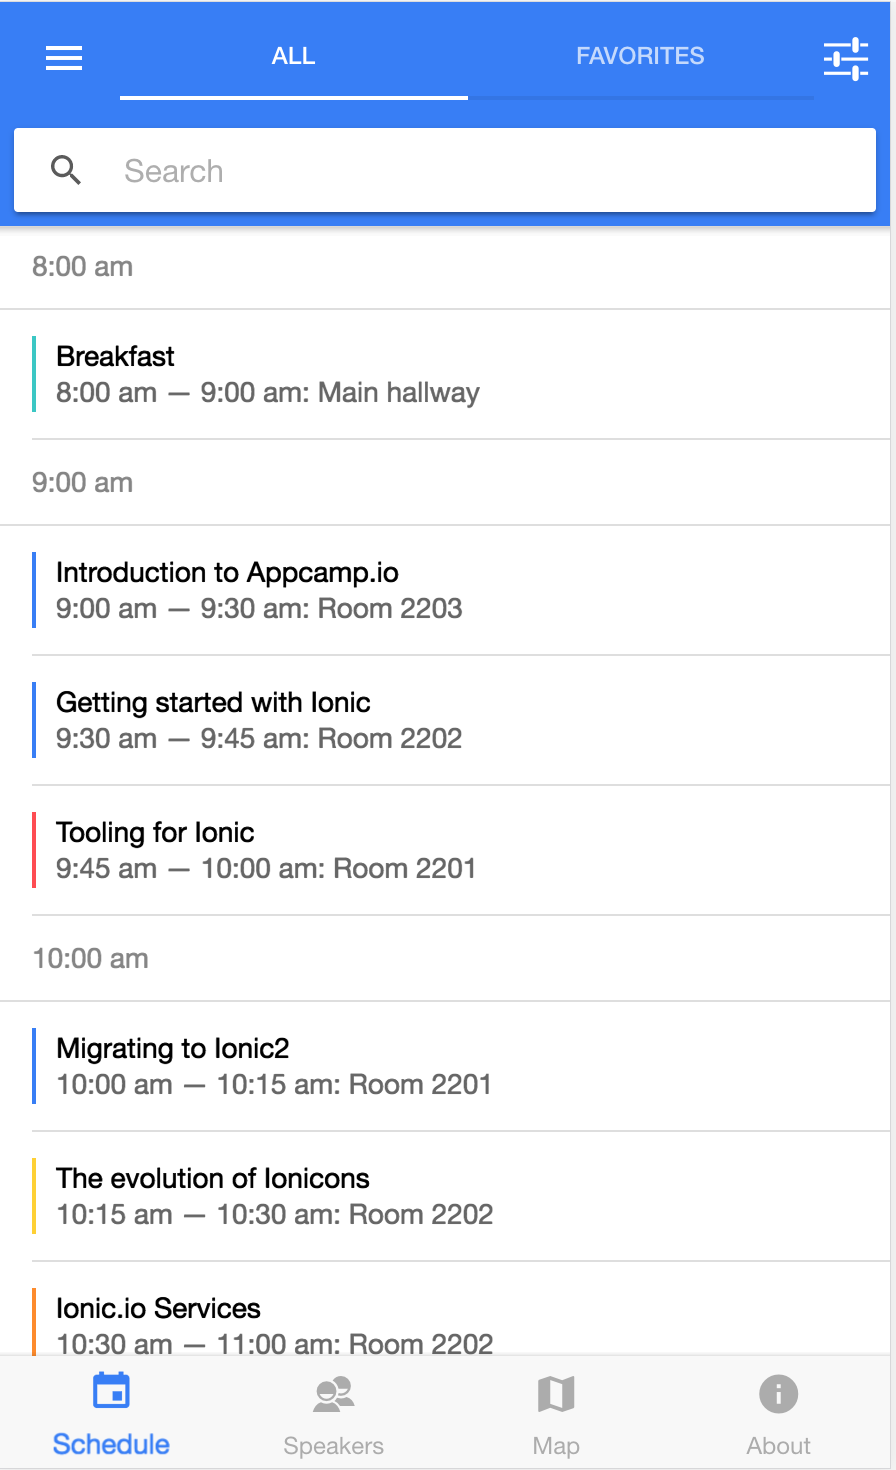 ALL
FAVORITES
Search
8:00 am
Breakfast
8:00 am — 9:00 am: Main hallway
9:00 am
Introduction to Appcamp.io
9:00 am — 9:30 am: Room 2203
Getting started with Ionic
9:30 am — 9:45 am: Room 2202
Tooling for Ionic
9:45 am — 10:00 am: Room 2201
10:00 am
Migrating to Ionic2
10:00 am — 10:15 am: Room 2201
The evolution of Ionicons
10:15 am — 10:30 am: Room 2202
Ionic.io Services
10:30 am — 11:00 am: Room 2202
Schedule
Speakers
Map
About